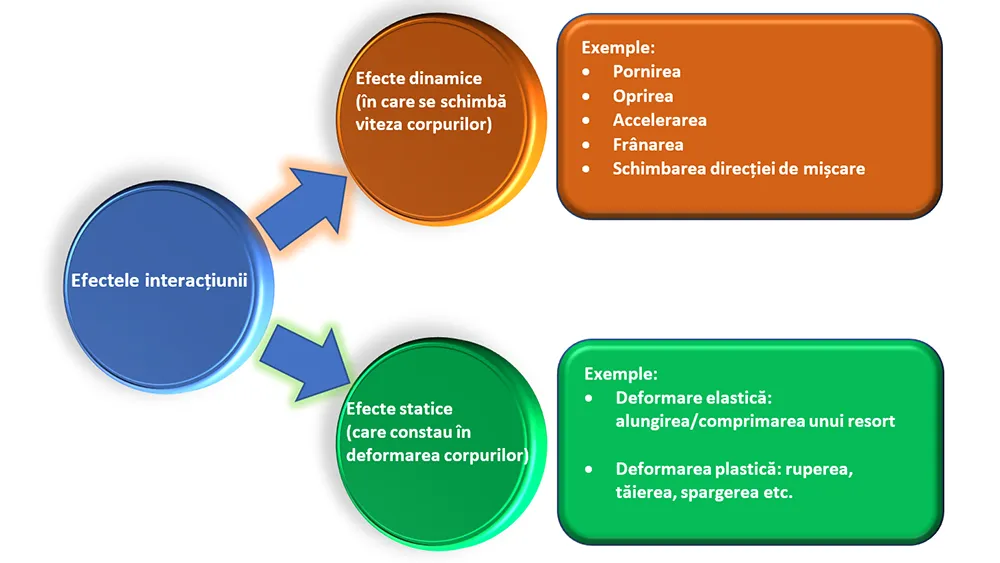 Efectele interacțiunii
Efecte dinamice
(în care se schimbă
viteza corpurilor)
Exemple:
• Pornirea
• Oprirea
• Accelerarea
• Frânarea
• Schimbarea direcției de mișcare
Efecte statice
(care constau în
deformarea corpurilor)
Exemple:
• Deformare elastică:
alungirea/comprimarea unui resort
• Deformarea plastică: ruperea,
tăierea, spargerea etc.